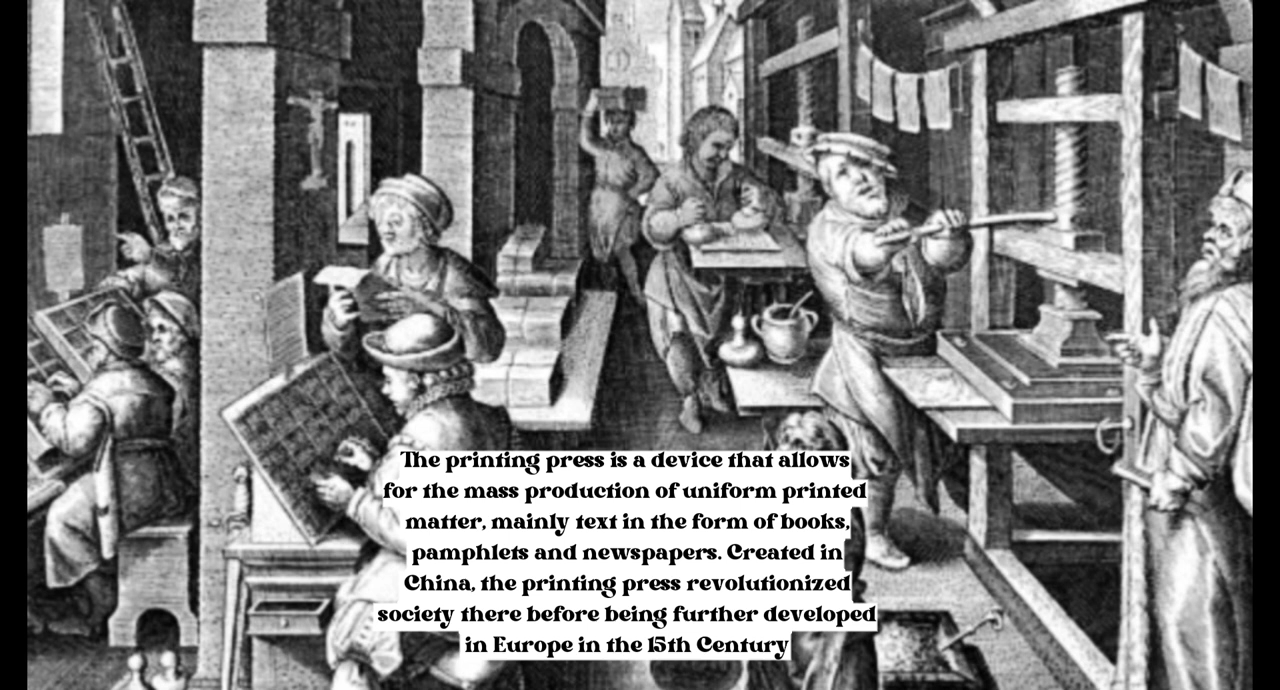 The printing press is a device that allows
for the mass production of uniform printed
matter, mainly text in the form of books,
pamphlets and newspapers. Created in
China, the printing press revolutionized
society there before being further developed
in Europe in the 15th Century